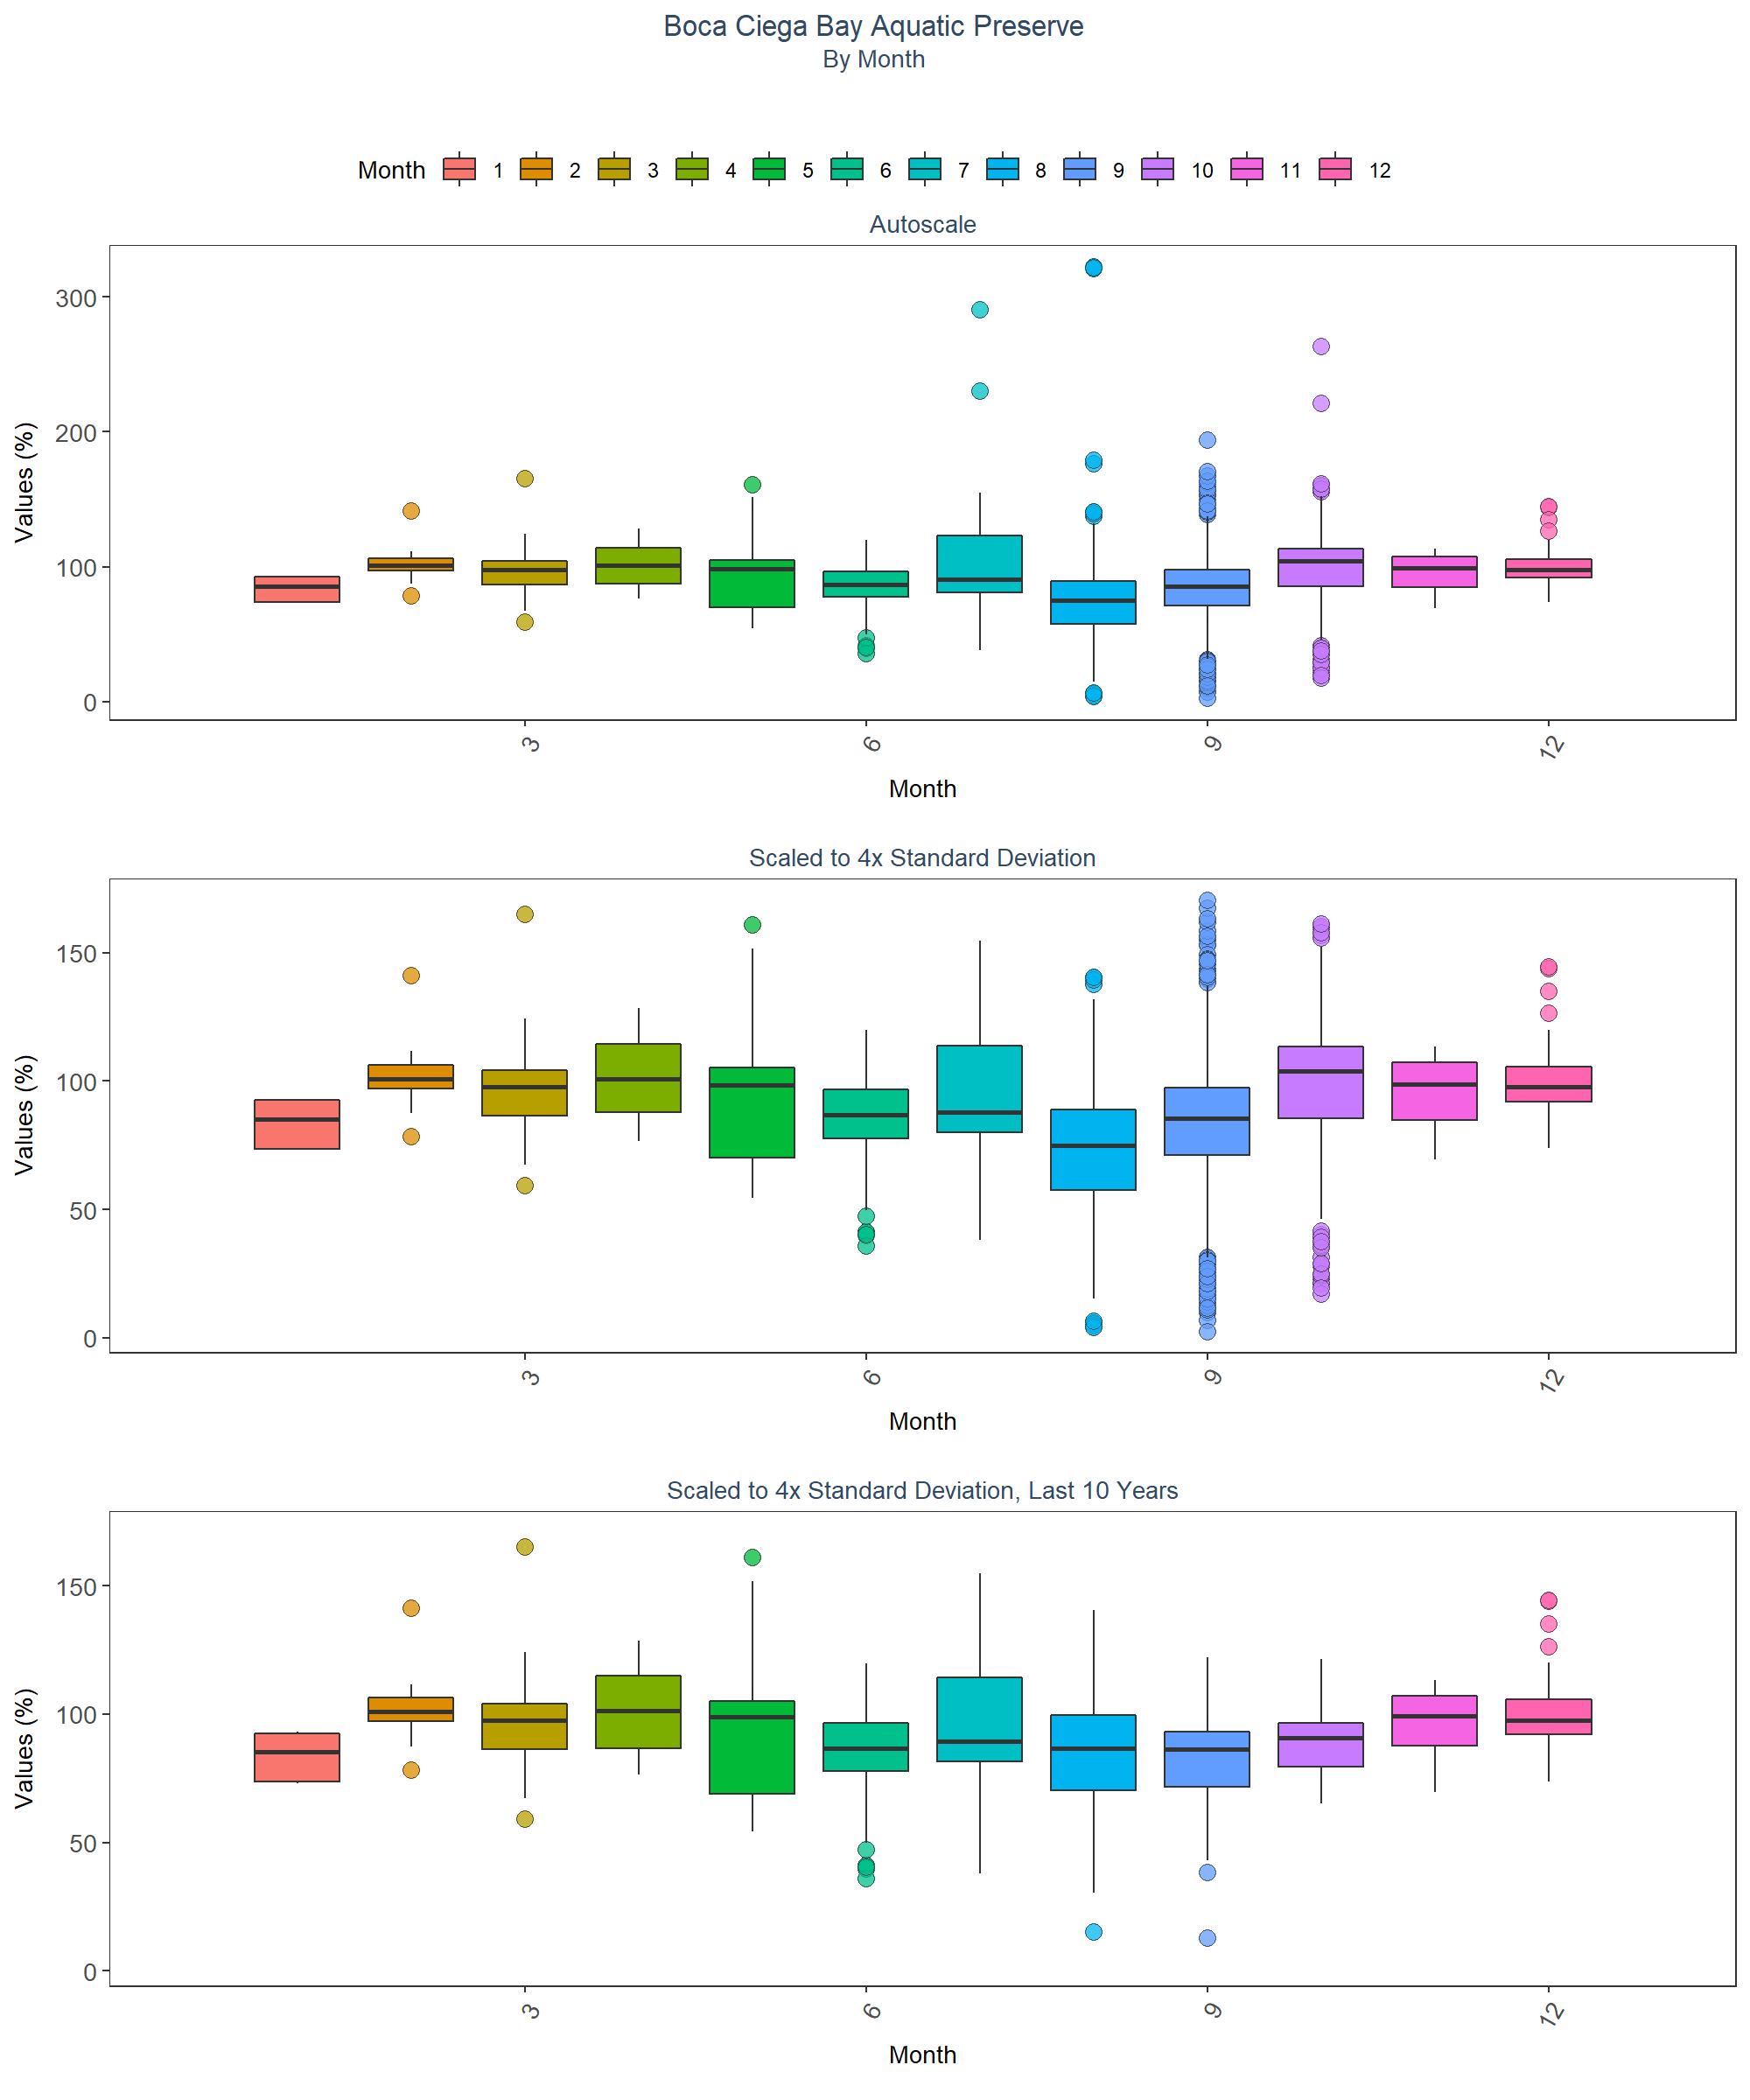 Boca Ciega Bay Aquatic Preserve
By Month
Month 1 2 3 4 5 6 7 8 9 10 11 12
Autoscale
Values (%)
300
200
100
0
3 6 9 12
Month
Scaled to 4x Standard Deviation
Values (%)
150
100
50
0
3 6 9 12
Month
Scaled to 4x Standard Deviation, Last 10 Years
Values (%)
150
100
50
0
3 6 9 12
Month